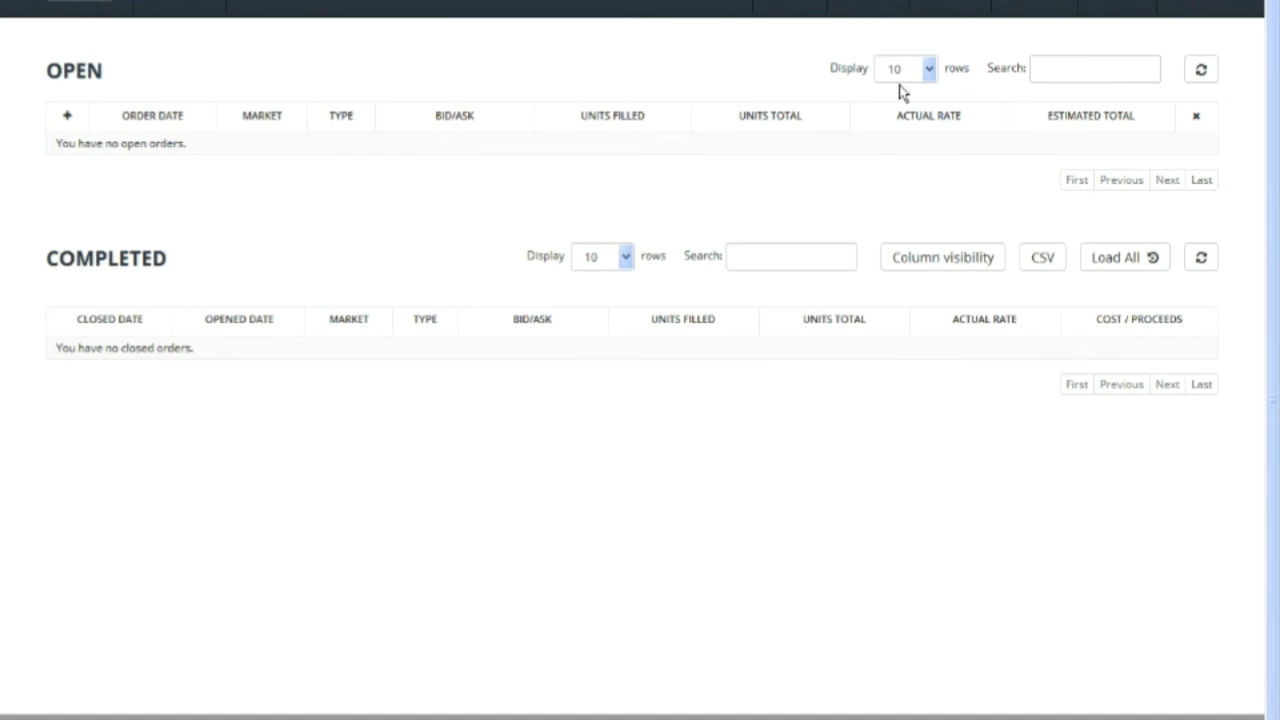 OPEN
Display 10 rows Search:
ORDER DATE MARKET TYPE BID/ASK UNITS FILLED UNITS TOTAL ACTUAL RATE ESTIMATED TOTAL
You have no open orders.
First Previous Next Last
COMPLETED
Display 10 rows Search: Column visibility CSV Load All
CLOSED DATE OPENED DATE MARKET TYPE BID/ASK UNITS FILLED UNITS TOTAL ACTUAL RATE COST / PROCEEDS
You have no closed orders.
First Previous Next Last